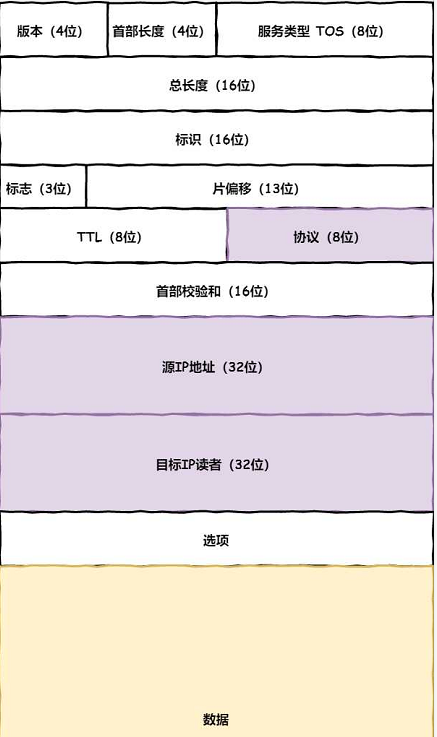 版本（4位）
首部长度（4位）
服务类型 TOS（8位）
总长度（16位）
标识（16位）
标志（3位）
片偏移（13位）
TTL（8位）
协议（8位）
首部校验和（16位）
源IP地址（32位）
目标IP读者（32位）
选项
数据